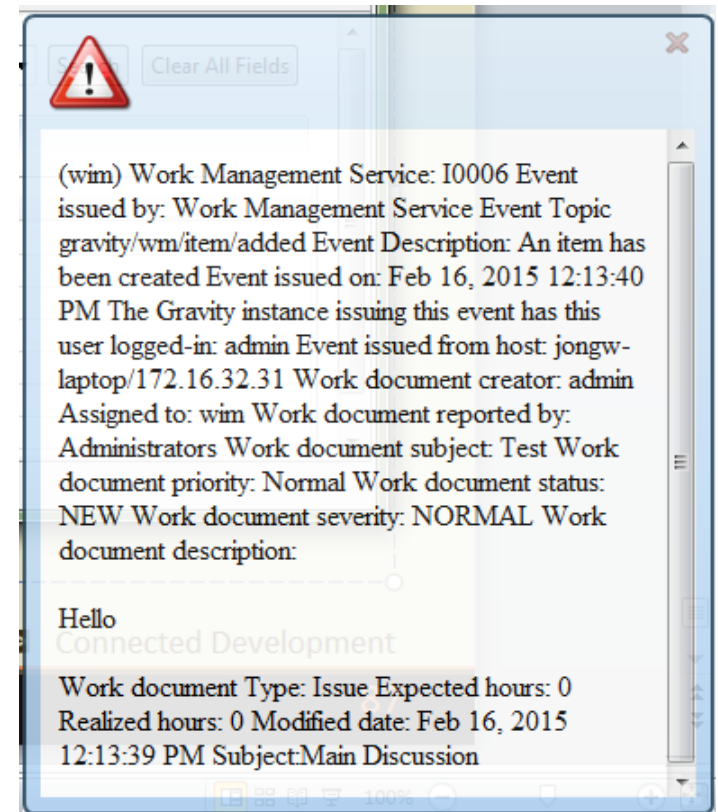 Search
Clear All Fields
(wim) Work Management Service: I0006 Event
issued by: Work Management Service Event Topic
gravity/wm/item/added Event Description: An item has
been created Event issued on: Feb 16, 2015 12:13:40
PM The Gravity instance issuing this event has this
user logged-in: admin Event issued from host: jongw-
laptop/172.16.32.31 Work document creator: admin
Assigned to: wim Work document reported by:
Administrators Work document subject: Test Work
document priority: Normal Work document status:
NEW Work document severity: NORMAL Work
document description:
Hello
Connected Development
Work document Type: Issue Expected hours: 0
Realized hours: 0 Modified date: Feb 16, 2015
12:13:39 PM Subject:Main Discussion
100%